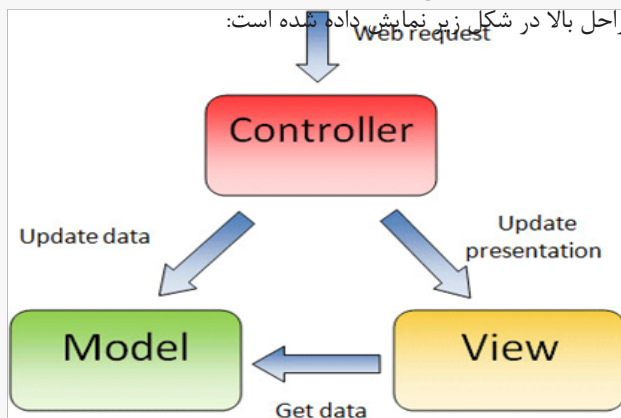 راحل بالا در شکل زیر نمایش داده شده است:
Web request
Controller
Update data
Update
presentation
Model
View
Get data